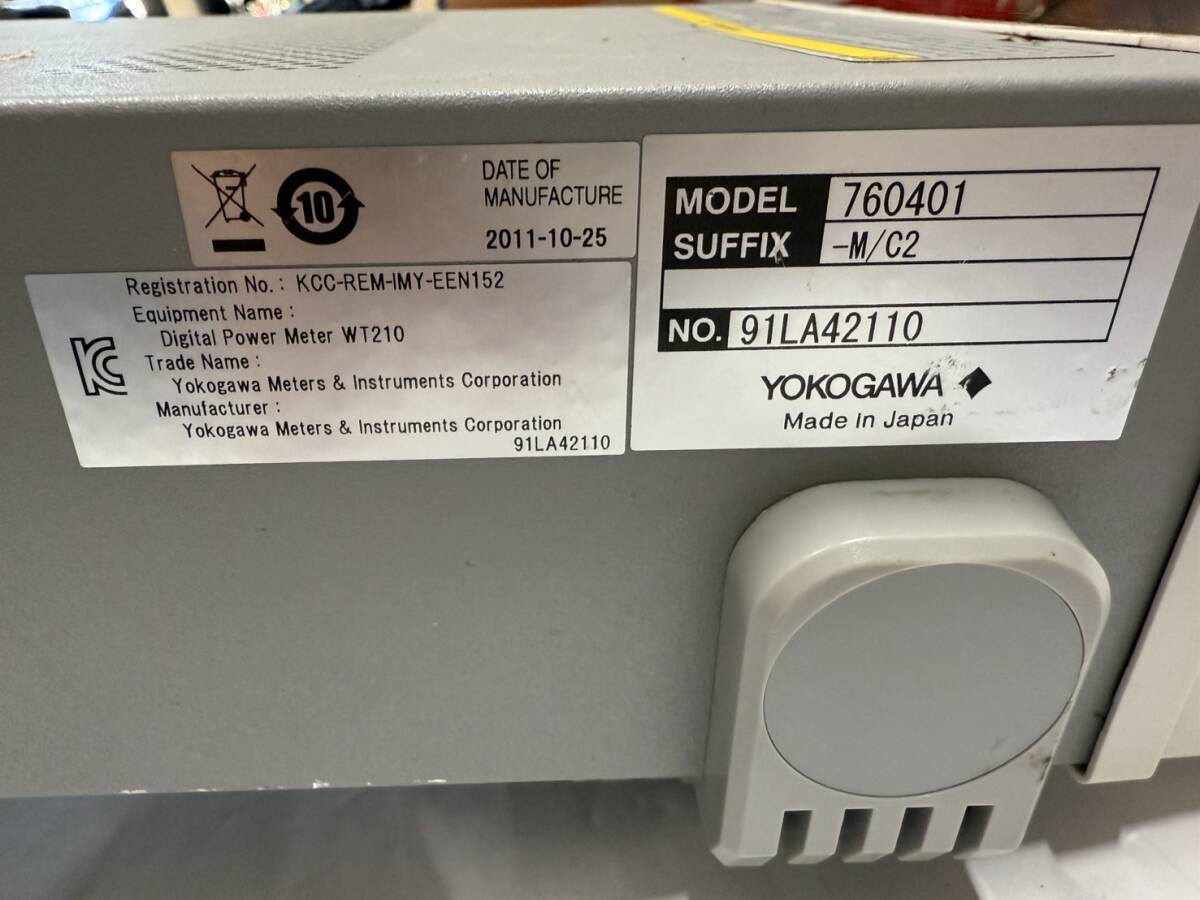 10
DATE OF
MANUFACTURE
2011-10-25
Registration No.: KCC-REM-IMY-EEN152
Equipment Name:
Digital Power Meter WT210
Trade Name:
Yokogawa Meters & Instruments Corporation
Manufacturer:
Yokogawa Meters & Instruments Corporation
91LA42110
MODEL 760401
SUFFIX -M/C2
NO. 91LA42110
YOKOGAWA
Made in Japan